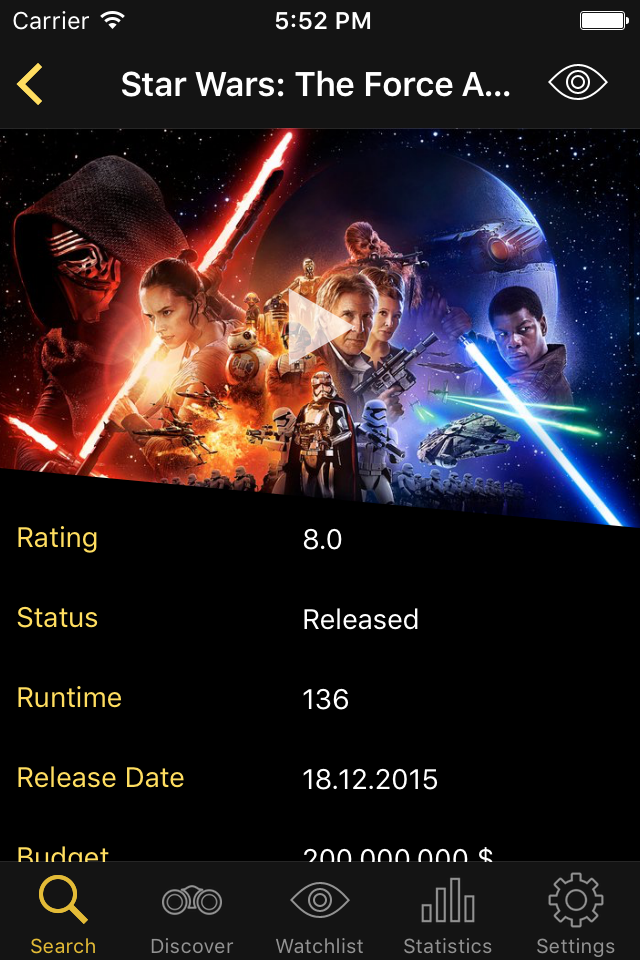 Carrier 5:52 PM
Star Wars: The Force A...
Rating 8.0
Status Released
Runtime 136
Release Date 18.12.2015
Budget 200.000.000 $
Search Discover Watchlist Statistics Settings